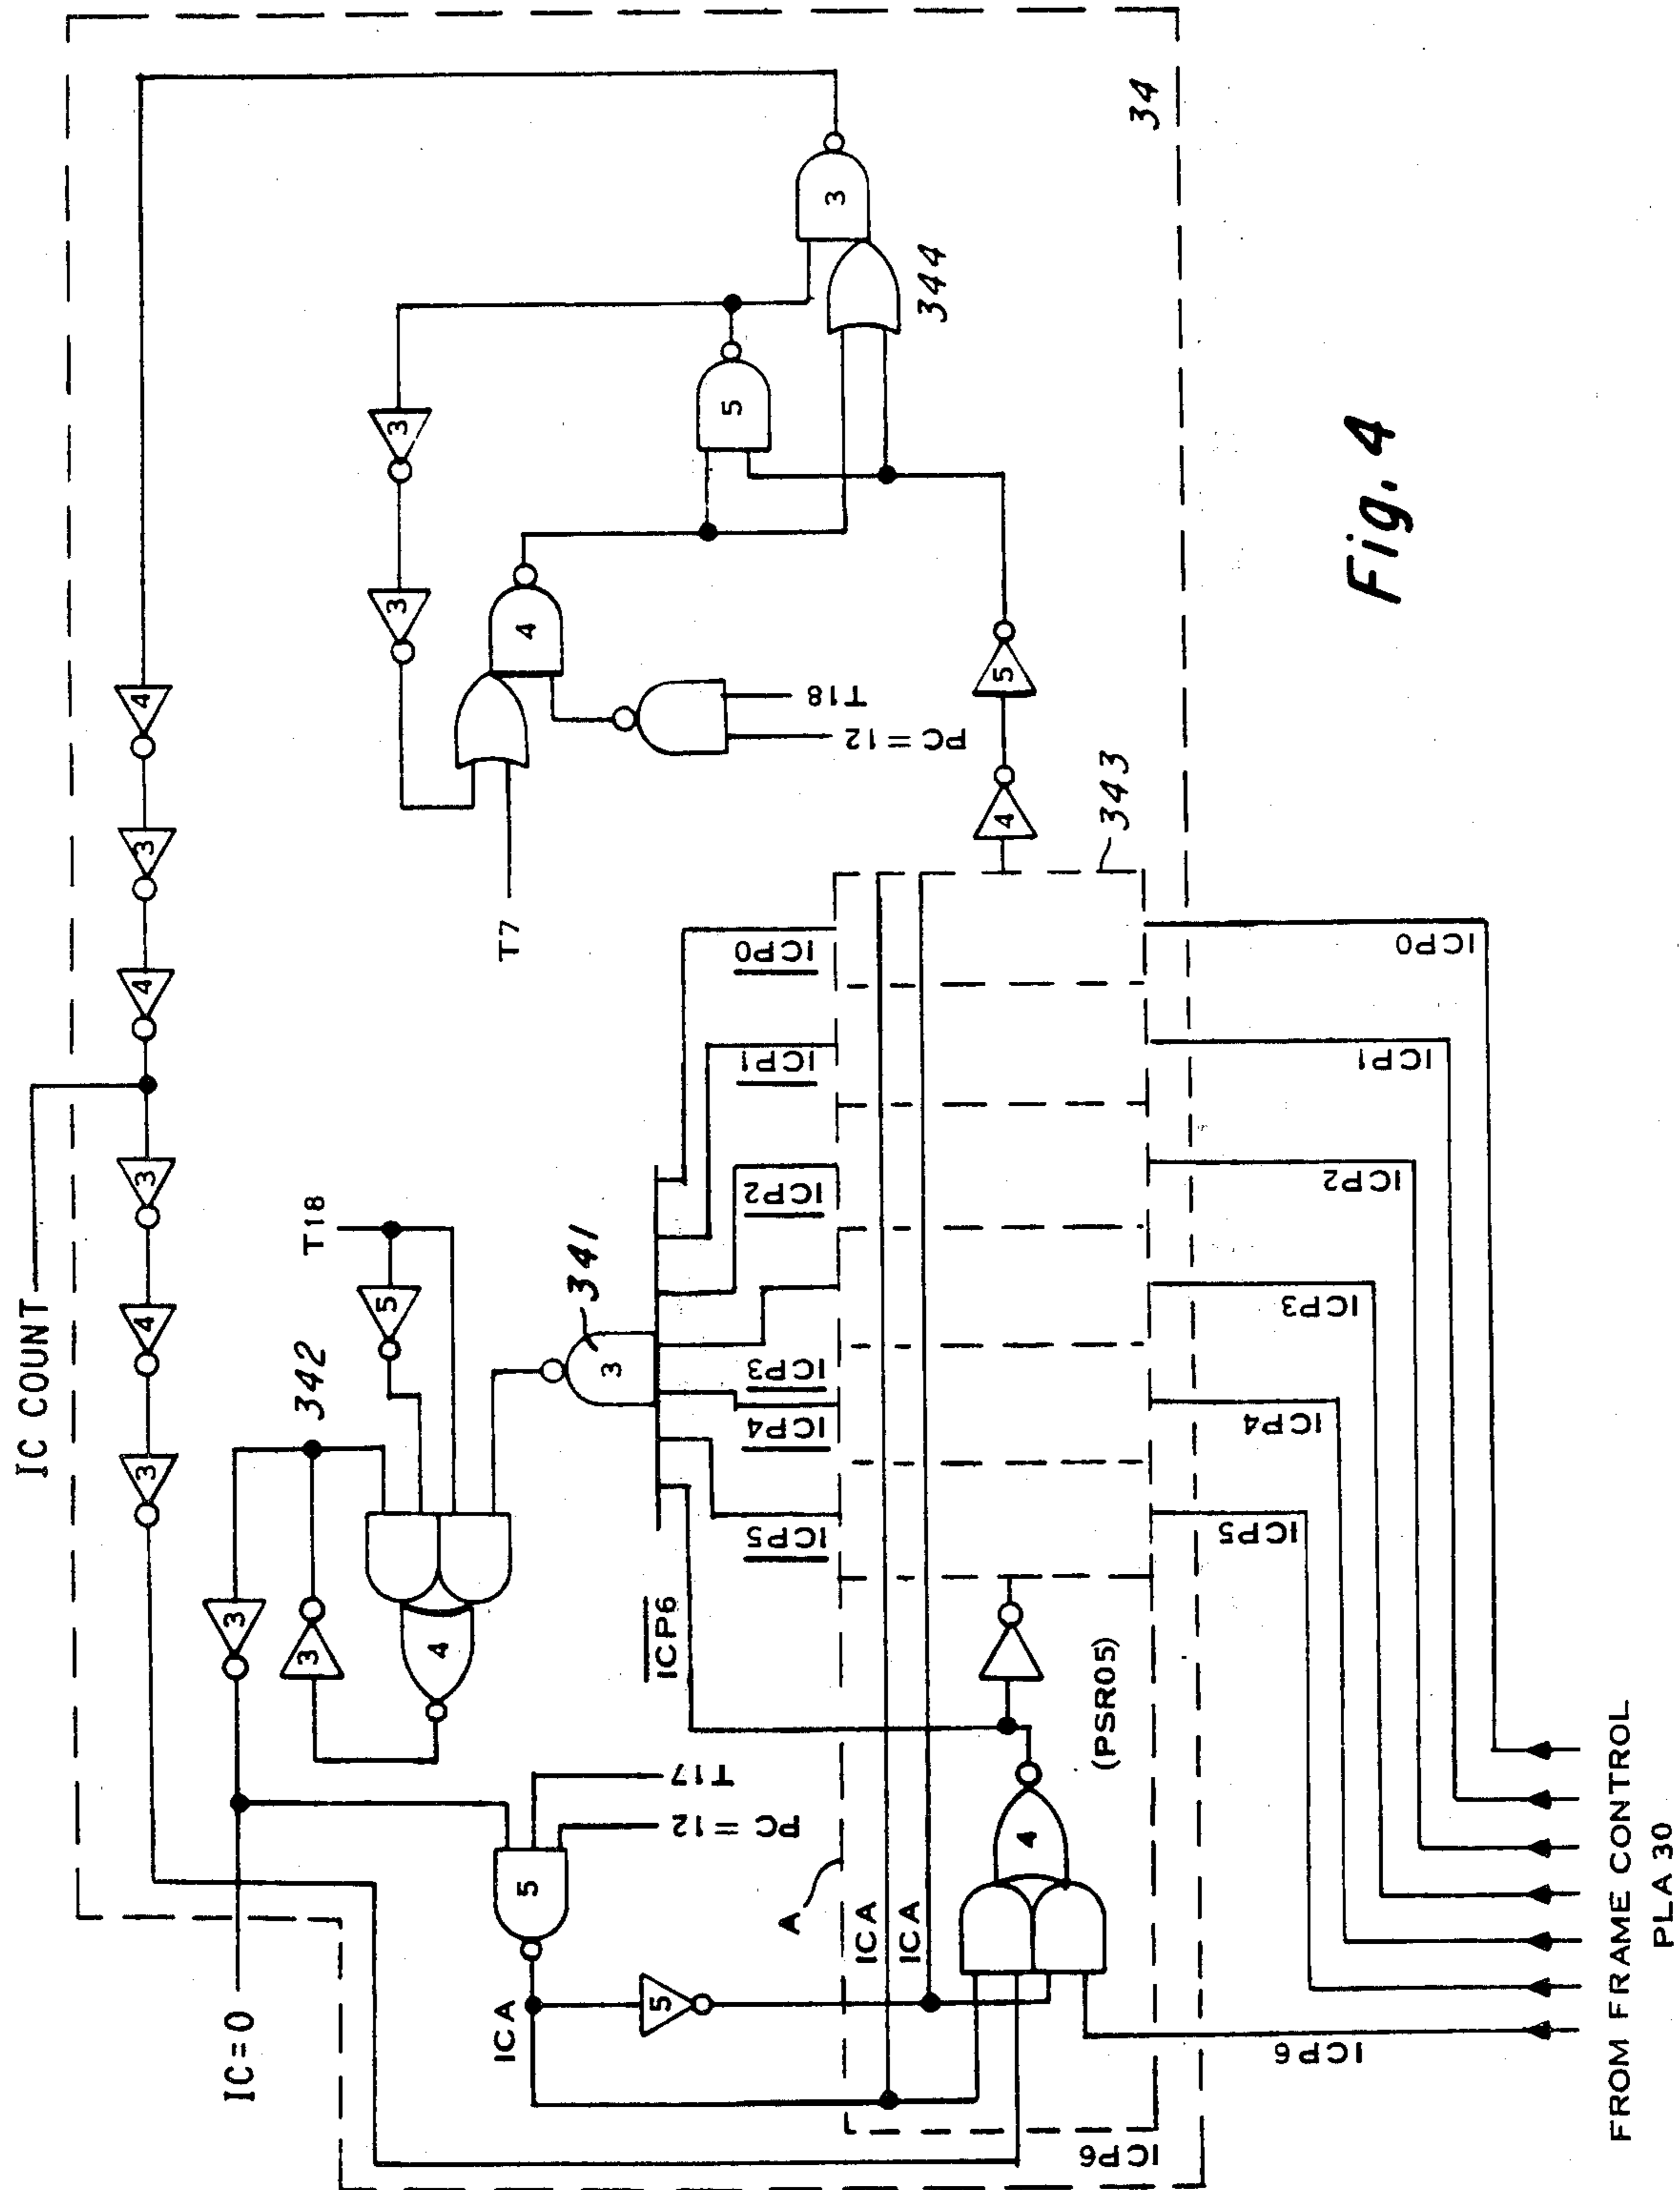 IC COUNT
34
4
3
4
3
4
3
3
3
3
344
5
4
T18
PC = 12
T7
5
4
343
T18
5
342
341
3
3
3
4
IC=0
T17
PC = 12
5
ICA
5
ICP0
ICP1
ICP2
ICP3
ICP4
ICP5
ICP6
A
ICA
ICA
4
(PSR05)
ICP6
ICP0
ICP1
ICP2
ICP3
ICP4
ICP5
ICP6
FROM FRAME CONTROL
PLA 30
Fig. 4